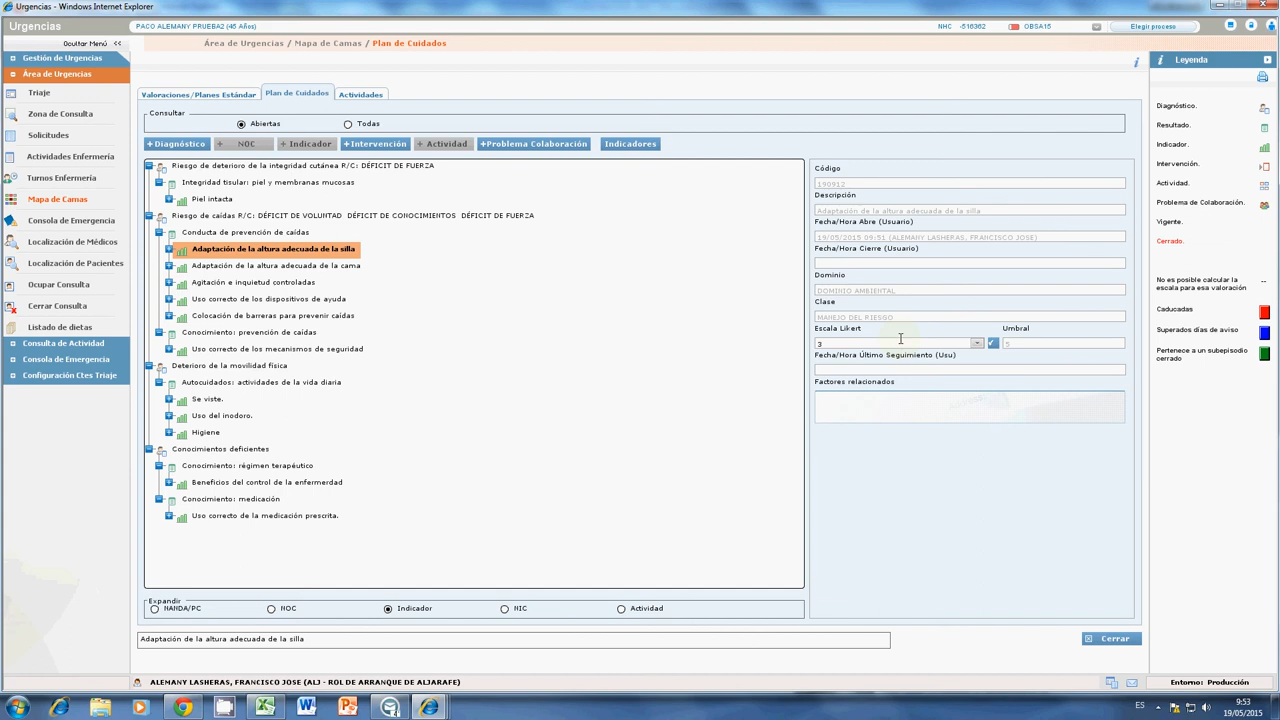 Urgencias - Windows Internet Explorer
Urgencias
PACO ALEMANY PRUEBA2 (45 Años)
NHC -516362 OBSA15
Elegir proceso
Ocultar Menú <<
Área de Urgencias / Mapa de Camas / Plan de Cuidados
Gestión de Urgencias
Área de Urgencias
Triaje
Zona de Consulta
Solicitudes
Actividades Enfermería
Turnos Enfermería
Mapa de Camas
Consola de Emergencia
Localización de Médicos
Localización de Pacientes
Ocupar Consulta
Cerrar Consulta
Listado de dietas
Consulta de Actividad
Consola de Emergencia
Configuración Ctes Triaje
Valoraciones/Planes Estándar
Plan de Cuidados
Actividades
Consultar
Abiertas
Todas
+Diagnóstico
+ NOC
+ Indicador
+Intervención
+ Actividad
+Problema Colaboración
Indicadores
Riesgo de deterioro de la integridad cutánea R/C: DÉFICIT DE FUERZA
Integridad tisular: piel y membranas mucosas
Piel intacta
Riesgo de caídas R/C: DÉFICIT DE VOLUNTAD DÉFICIT DE CONOCIMIENTOS DÉFICIT DE FUERZA
Conducta de prevención de caídas
Adaptación de la altura adecuada de la silla
Adaptación de la altura adecuada de la cama
Agitación e inquietud controladas
Uso correcto de los dispositivos de ayuda
Colocación de barreras para prevenir caídas
Conocimiento: prevención de caídas
Uso correcto de los mecanismos de seguridad
Deterioro de la movilidad física
Autocuidados: actividades de la vida diaria
Se viste.
Uso del inodoro.
Higiene
Conocimientos deficientes
Conocimiento: régimen terapéutico
Beneficios del control de la enfermerdad
Conocimiento: medicación
Uso correcto de la medicación prescrita.
Expandir
NANDA/PC
NOC
Indicador
NIC
Actividad
Adaptación de la altura adecuada de la silla
Código
190912
Descripción
Adaptación de la altura adecuada de la silla
Fecha/Hora Abre (Usuario)
19/05/2015 09:51 (ALEMANY LASHERAS, FRANCISCO JOSE)
Fecha/Hora Cierre (Usuario)
Dominio
DOMINIO AMBIENTAL
Clase
MANEJO DEL RIESGO
Escala Likert
Umbral
3
5
Fecha/Hora Último Seguimiento (Usu)
Factores relacionados
Cerrar
Leyenda
Diagnóstico.
Resultado.
Indicador.
Intervención.
Actividad.
Problema de Colaboración.
Vigente.
Cerrado.
No es posible calcular la
escala para esa valoración
Caducadas
Superados días de aviso
Pertenece a un subepisodio
cerrado
ALEMANY LASHERAS, FRANCISCO JOSE (ALJ - ROL DE ARRANQUE DE ALJARAFE)
Entorno: Producción
ES
9:53
19/05/2015